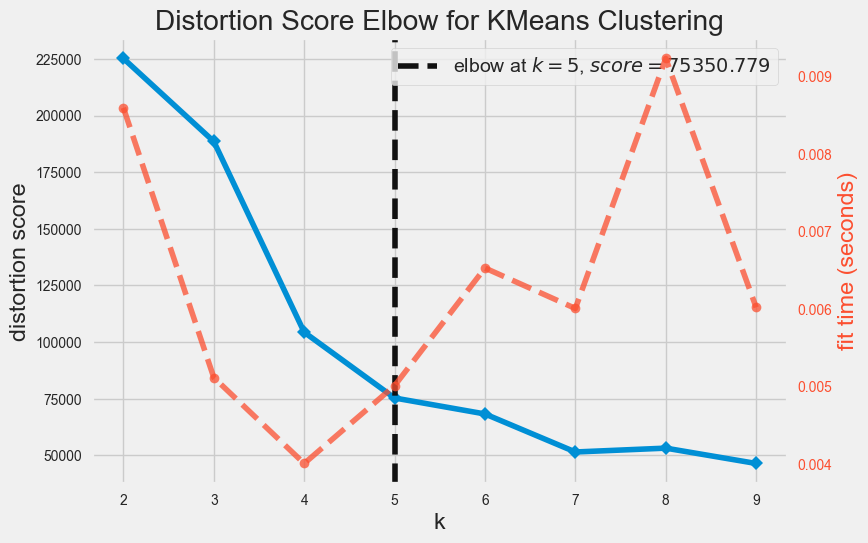 Distortion Score Elbow for KMeans Clustering
elbow at k = 5, score = 75350.779
distortion score
225000
200000
175000
150000
125000
100000
75000
50000
0.009
0.008
0.007
0.006
0.005
0.004
fit time (seconds)
2 3 4 5 6 7 8 9
k